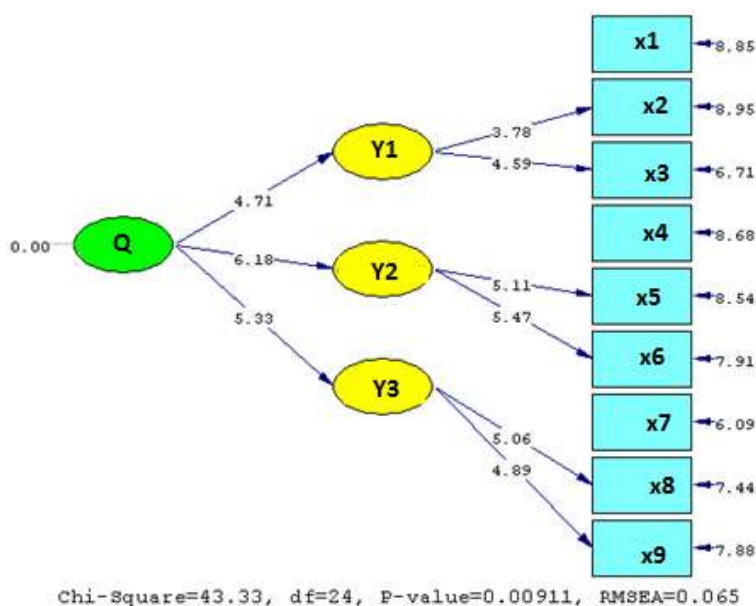 x1
8.85
x2
8.95
Y1
3.78
4.59
x3
6.71
4.71
x4
8.68
0.00
Q
6.18
Y2
5.11
x5
8.54
5.47
5.33
x6
7.91
Y3
x7
6.09
5.06
4.89
x8
7.44
x9
7.88
Chi-Square=43.33, df=24, P-value=0.00911, RMSEA=0.065